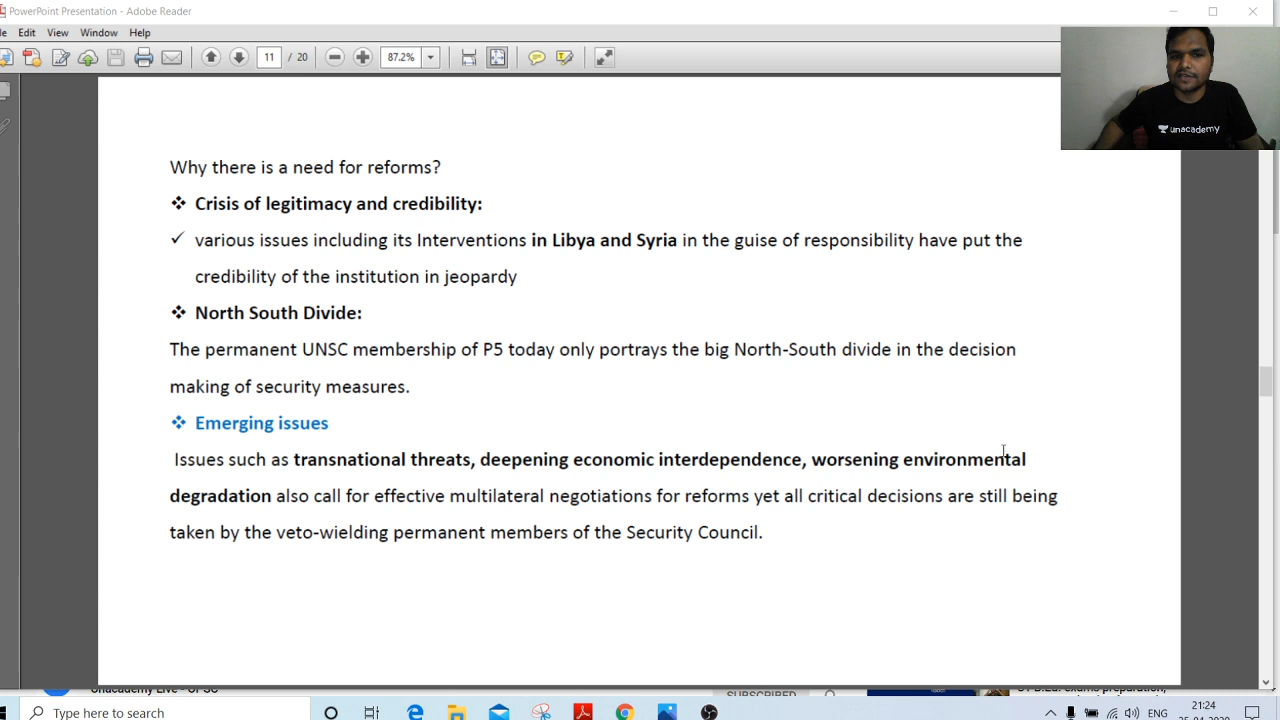 PowerPoint Presentation - Adobe Reader
Edit View Window Help
11 / 20 87.2%
unacademy
Why there is a need for reforms?
❖ Crisis of legitimacy and credibility:
✓ various issues including its Interventions in Libya and Syria in the guise of responsibility have put the
credibility of the institution in jeopardy
❖ North South Divide:
The permanent UNSC membership of P5 today only portrays the big North-South divide in the decision
making of security measures.
❖ Emerging issues
Issues such as transnational threats, deepening economic interdependence, worsening environmental
degradation also call for effective multilateral negotiations for reforms yet all critical decisions are still being
taken by the veto-wielding permanent members of the Security Council.
SUBSCRIBED
Type here to search
ENG
21:24